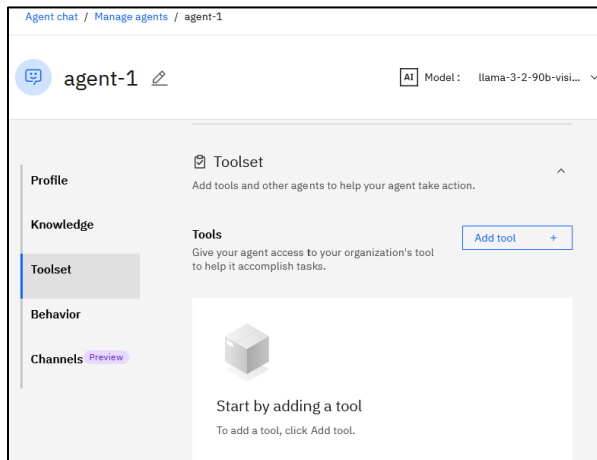 Agent chat / Manage agents / agent-1
agent-1
AI Model: llama-3-2-90b-visi...
Profile
Knowledge
Toolset
Behavior
Channels Preview
Toolset
Add tools and other agents to help your agent take action.
Tools
Add tool +
Give your agent access to your organization's tool
to help it accomplish tasks.
Start by adding a tool
To add a tool, click Add tool.